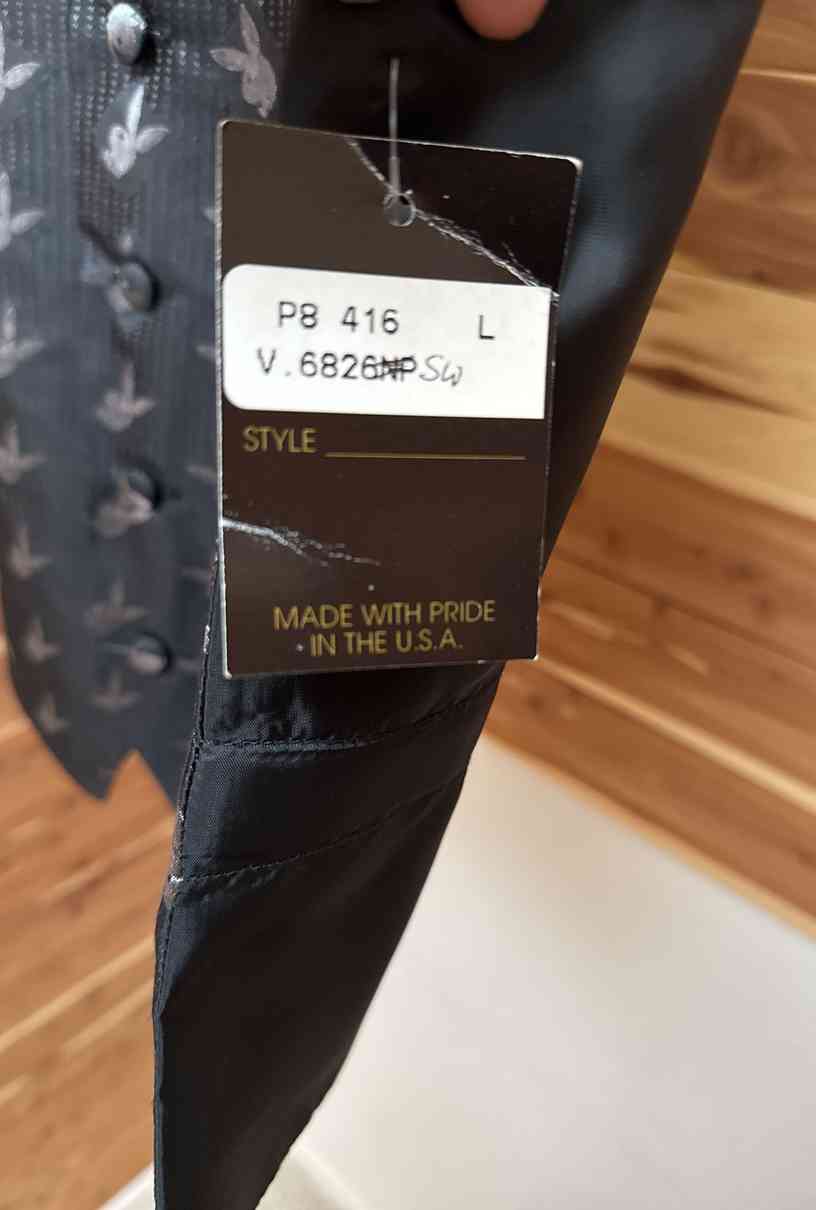 P8 416 L
V.6826NPSW
STYLE
MADE WITH PRIDE
IN THE U.S.A.